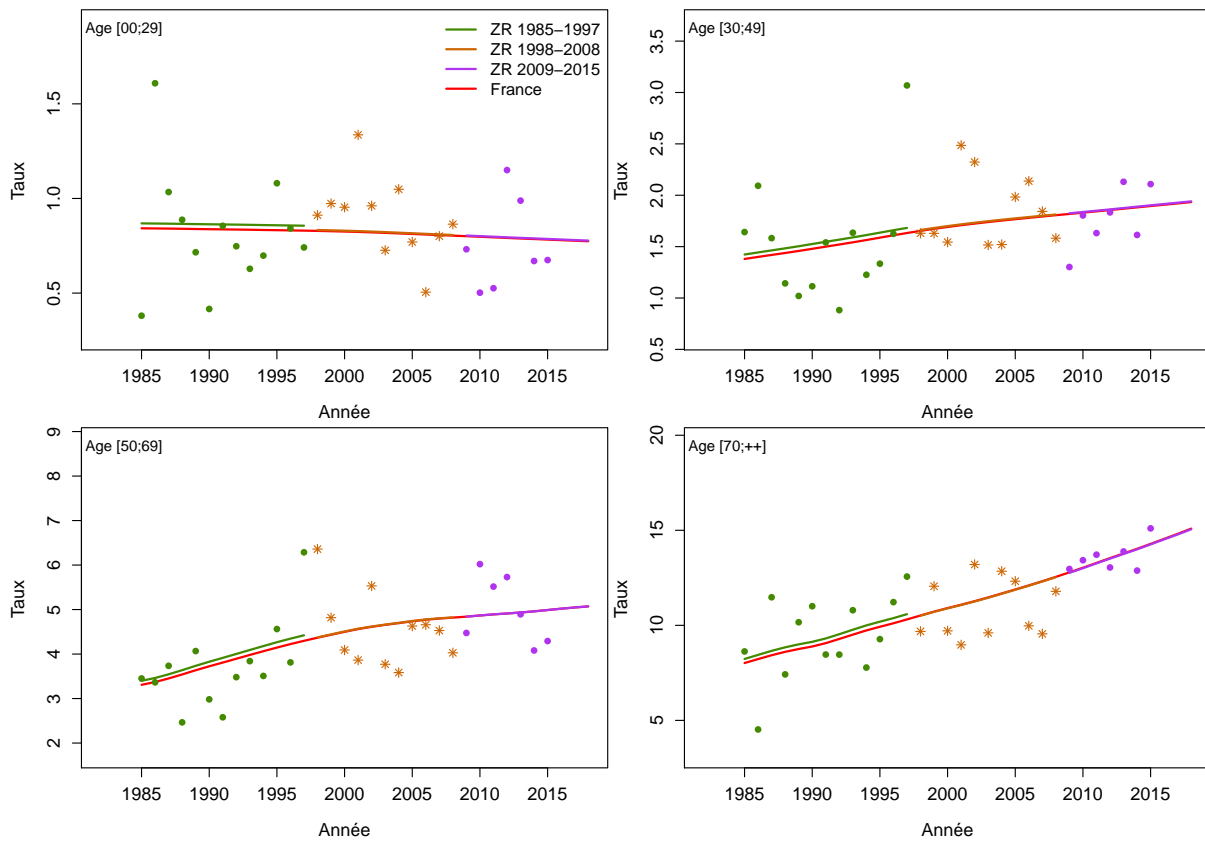 Age [00;29]
ZR 1985−1997
ZR 1998−2008
ZR 2009−2015
France
Taux
1.5
1.0
0.5
1985 1990 1995 2000 2005 2010 2015
Année
Age [30;49]
Taux
3.5
3.0
2.5
2.0
1.5
1.0
0.5
1985 1990 1995 2000 2005 2010 2015
Année
Age [50;69]
Taux
9
8
7
6
5
4
3
2
1985 1990 1995 2000 2005 2010 2015
Année
Age [70;++]
Taux
20
15
10
5
1985 1990 1995 2000 2005 2010 2015
Année